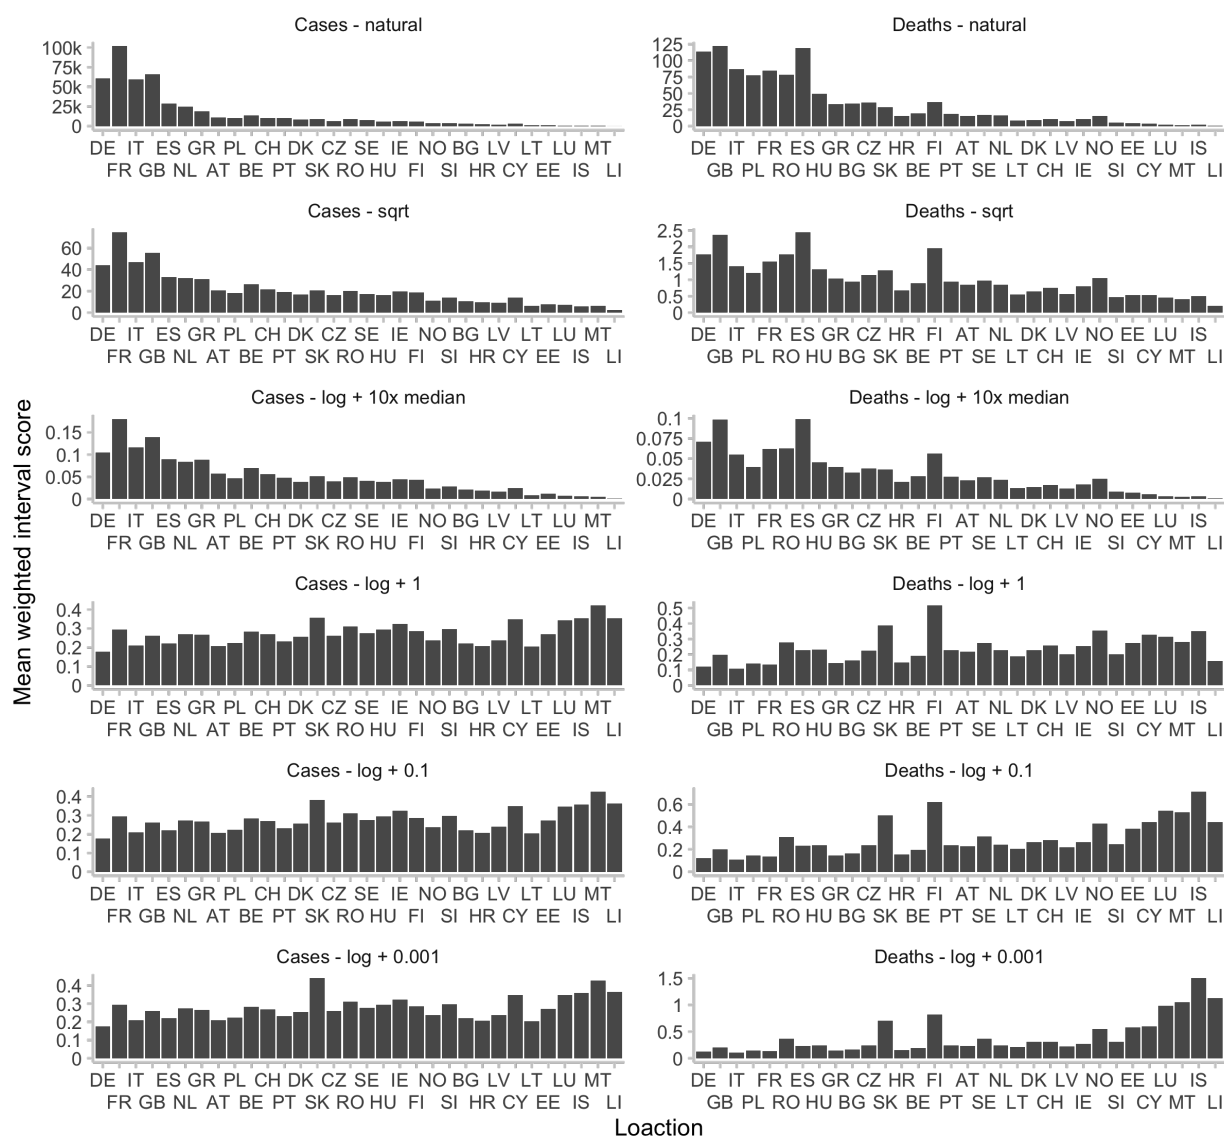 Cases - natural
100k
75k
50k
25k
0
DE IT ES GR PL CH DK CZ SE IE NO BG LV LT LU MT
FR GB NL AT BE PT SK RO HU FI SI HR CY EE IS LI
Deaths - natural
125
100
75
50
25
0
DE IT FR ES GR CZ HR FI AT NL DK LV NO EE LU IS
GB PL RO HU BG SK BE PT SE LT CH IE SI CY MT LI
Cases - sqrt
60
40
20
0
DE IT ES GR PL CH DK CZ SE IE NO BG LV LT LU MT
FR GB NL AT BE PT SK RO HU FI SI HR CY EE IS LI
Deaths - sqrt
2.5
2
1.5
1
0.5
0
DE IT FR ES GR CZ HR FI AT NL DK LV NO EE LU IS
GB PL RO HU BG SK BE PT SE LT CH IE SI CY MT LI
Cases - log + 10x median
0.15
0.1
0.05
0
DE IT ES GR PL CH DK CZ SE IE NO BG LV LT LU MT
FR GB NL AT BE PT SK RO HU FI SI HR CY EE IS LI
Deaths - log + 10x median
0.1
0.075
0.05
0.025
0
DE IT FR ES GR CZ HR FI AT NL DK LV NO EE LU IS
GB PL RO HU BG SK BE PT SE LT CH IE SI CY MT LI
Mean weighted interval score
Cases - log + 1
0.4
0.3
0.2
0.1
0
DE IT ES GR PL CH DK CZ SE IE NO BG LV LT LU MT
FR GB NL AT BE PT SK RO HU FI SI HR CY EE IS LI
Deaths - log + 1
0.5
0.4
0.3
0.2
0.1
0
DE IT FR ES GR CZ HR FI AT NL DK LV NO EE LU IS
GB PL RO HU BG SK BE PT SE LT CH IE SI CY MT LI
Cases - log + 0.1
0.4
0.3
0.2
0.1
0
DE IT ES GR PL CH DK CZ SE IE NO BG LV LT LU MT
FR GB NL AT BE PT SK RO HU FI SI HR CY EE IS LI
Deaths - log + 0.1
0.6
0.4
0.2
0
DE IT FR ES GR CZ HR FI AT NL DK LV NO EE LU IS
GB PL RO HU BG SK BE PT SE LT CH IE SI CY MT LI
Cases - log + 0.001
0.4
0.3
0.2
0.1
0
DE IT ES GR PL CH DK CZ SE IE NO BG LV LT LU MT
FR GB NL AT BE PT SK RO HU FI SI HR CY EE IS LI
Deaths - log + 0.001
1.5
1
0.5
0
DE IT FR ES GR CZ HR FI AT NL DK LV NO EE LU IS
GB PL RO HU BG SK BE PT SE LT CH IE SI CY MT LI
Loaction